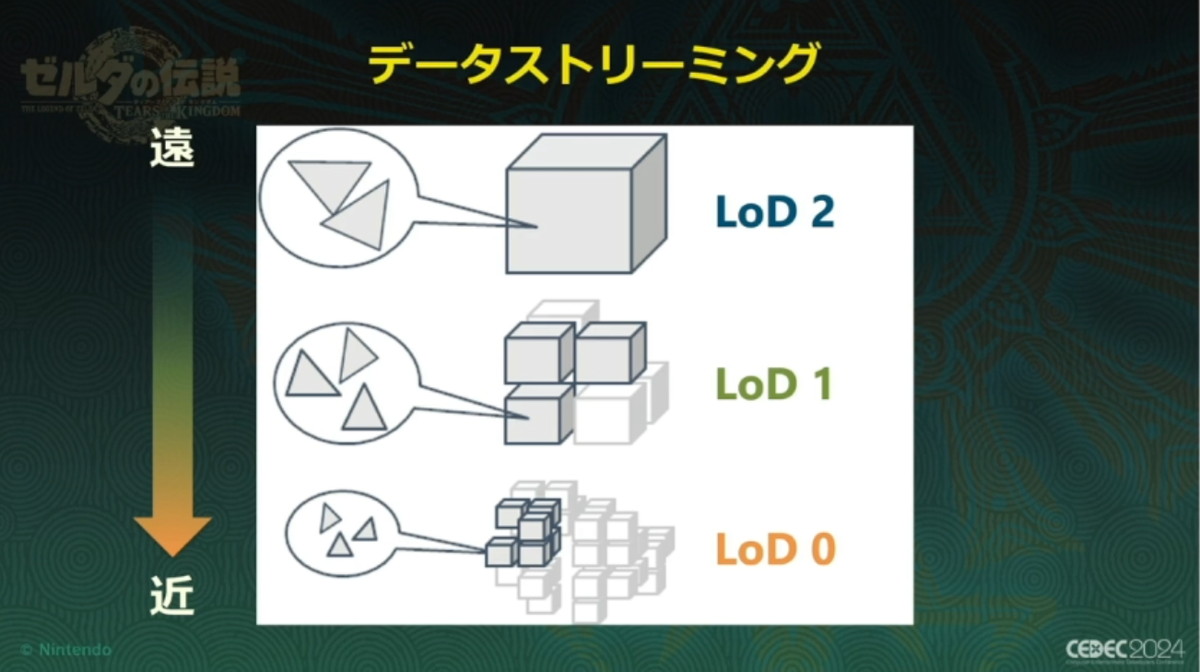 データストリーミング
ゼルダの伝説
THE LEGEND OF
TEARS OF THE KINGDOM
遠
LoD 2
LoD 1
LoD 0
近
© Nintendo
CEDEC2024